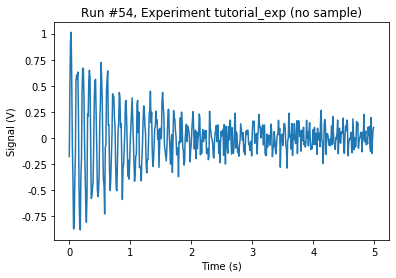 Run #54, Experiment tutorial_exp (no sample)
Signal (V)
1
0.75
0.5
0.25
0
-0.25
-0.5
-0.75
0 1 2 3 4 5
Time (s)